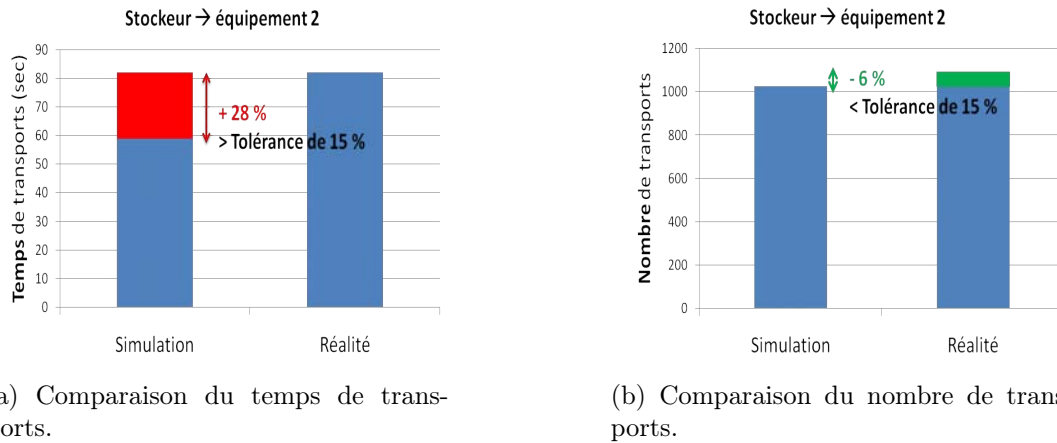 Stockeur → équipement 2
Temps de transports (sec)
90
80
70
60
50
40
30
20
10
0
+ 28 %
> Tolérance de 15 %
Simulation
Réalité
a) Comparaison du temps de trans-
orts.
Stockeur → équipement 2
Nombre de transports
1200
1000
800
600
400
200
0
- 6 %
< Tolérance de 15 %
Simulation
Réalité
(b) Comparaison du nombre de trans
ports.